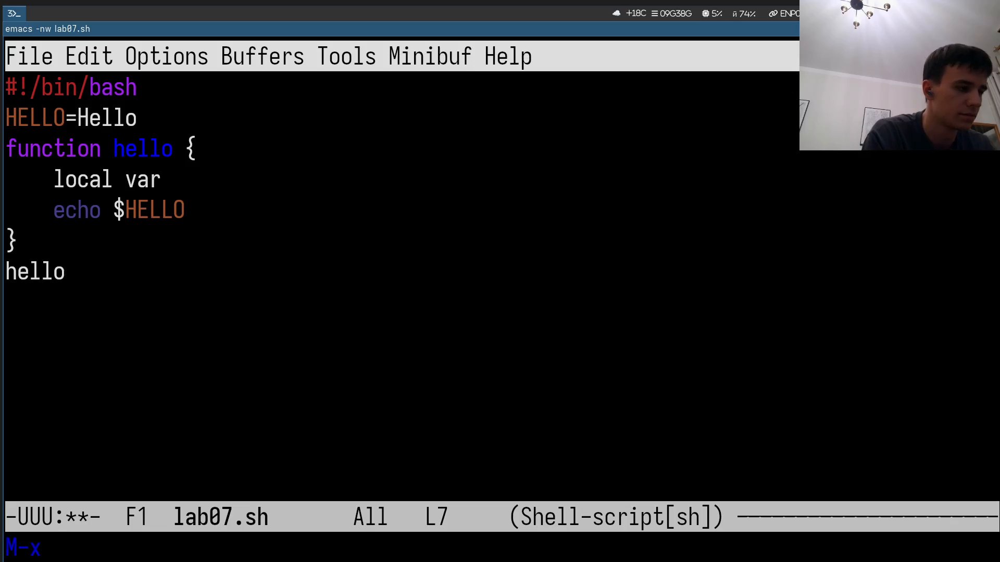 3>_ +18C 09G38G 5% й 74% ENP0
emacs -nw lab07.sh
File Edit Options Buffers Tools Minibuf Help
#!/bin/bash
HELLO=Hello
function hello {
    local var
    echo $HELLO
}
hello
-UUU:**-  F1  lab07.sh       All   L7     (Shell-script[sh])
M-x